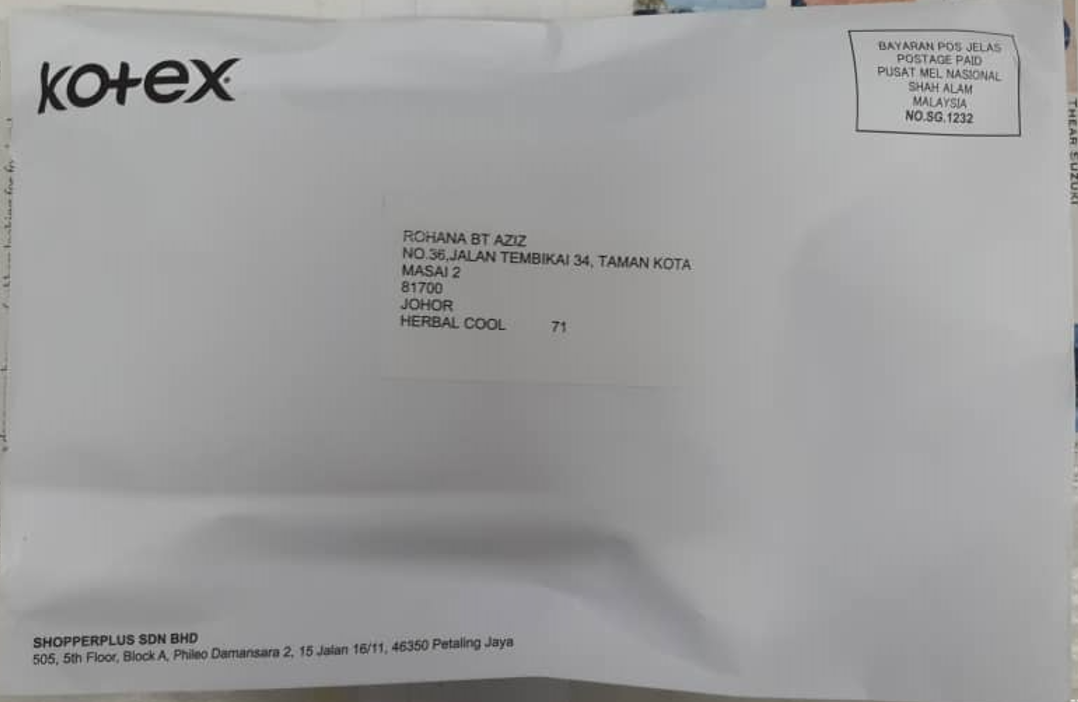 kotex
BAYARAN POS JELAS
POSTAGE PAID
PUSAT MEL NASIONAL
SHAH ALAM
MALAYSIA
NO.SG.1232
ROHANA BT AZIZ
NO.36,JALAN TEMBIKAI 34, TAMAN KOTA
MASAI 2
81700
JOHOR
HERBAL COOL 71
SHOPPERPLUS SDN BHD
505, 5th Floor, Block A, Phileo Damansara 2, 15 Jalan 16/11, 46350 Petaling Jaya
THEAR SUZUKI